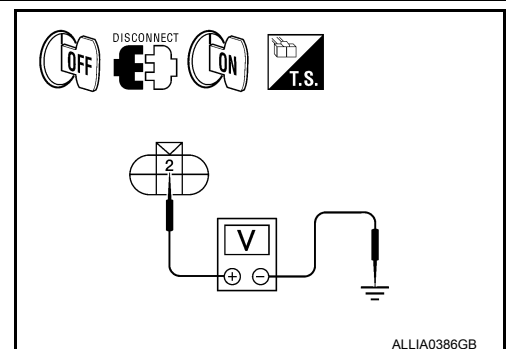 DISCONNECT
OFF
ON
T.S.
2
V
+ −
ALLIA0386GB